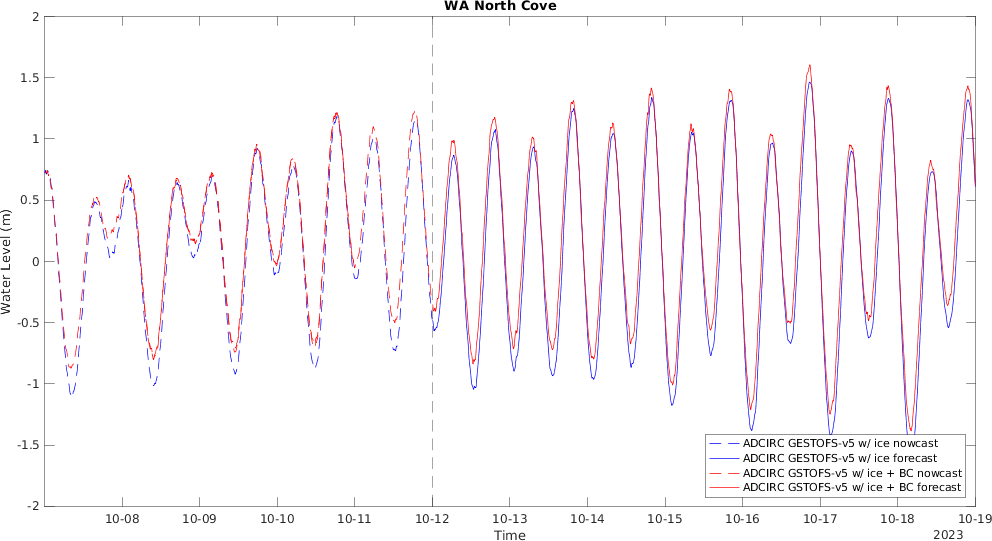 WA North Cove
2
1.5
1
0.5
0
-0.5
-1
-1.5
-2
Water Level (m)
ADCIRC GESTOFS-v5 w/ ice nowcast
ADCIRC GESTOFS-v5 w/ ice forecast
ADCIRC GSTOFS-v5 w/ ice + BC nowcast
ADCIRC GSTOFS-v5 w/ ice + BC forecast
10-08 10-09 10-10 10-11 10-12 10-13 10-14 10-15 10-16 10-17 10-18 10-19
Time
2023